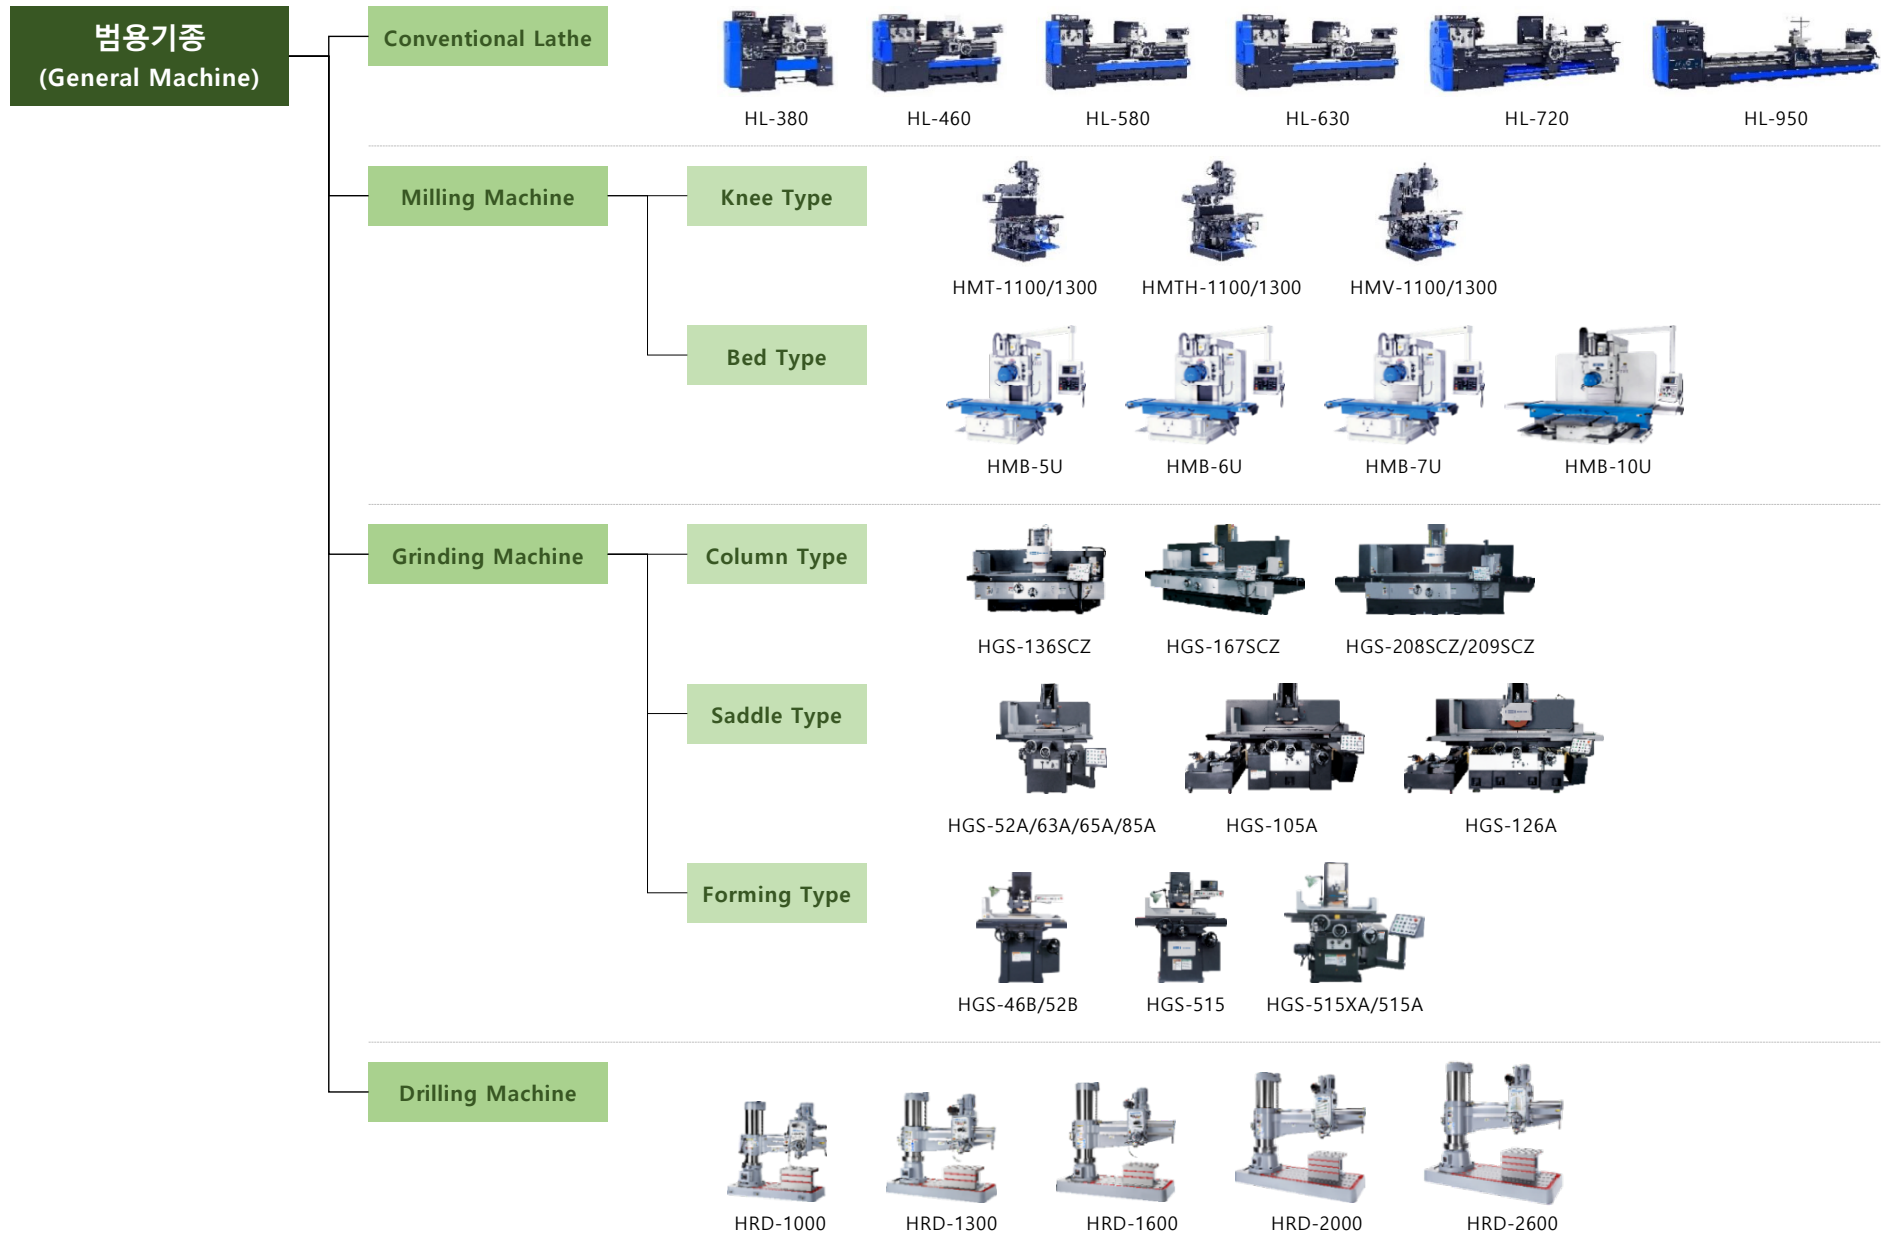 범용기종
(General Machine)
Conventional Lathe
HL-380
HL-460
HL-580
HL-630
HL-720
HL-950
Milling Machine
Knee Type
HMT-1100/1300
HMTH-1100/1300
HMV-1100/1300
Bed Type
HMB-5U
HMB-6U
HMB-7U
HMB-10U
Grinding Machine
Column Type
HGS-136SCZ
HGS-167SCZ
HGS-208SCZ/209SCZ
Saddle Type
HGS-52A/63A/65A/85A
HGS-105A
HGS-126A
Forming Type
HGS-46B/52B
HGS-515
HGS-515XA/515A
Drilling Machine
HRD-1000
HRD-1300
HRD-1600
HRD-2000
HRD-2600